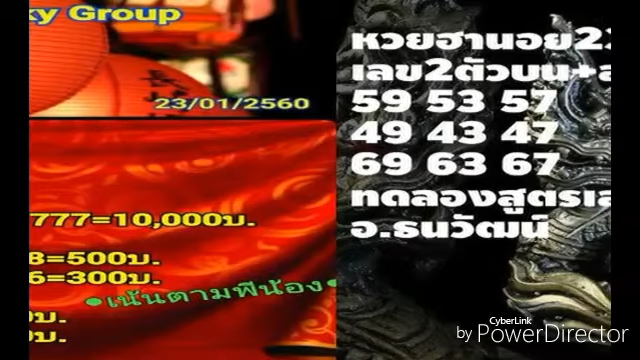 ky Group
23/01/2560
777=10,000บ.
8=500บ.
6=300บ.
•เน้นตามพี่น้อง•
บ.
บ.
หวยฮานอย22
เลข2ตัวบน+ล
59 53 57
49 43 47
69 63 67
ทดลองสูตรเล
อ.ธนวัฒน์
CyberLink
by PowerDirector